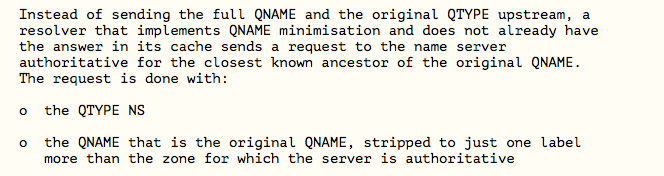 Instead of sending the full QNAME and the original QTYPE upstream, a
resolver that implements QNAME minimisation and does not already have
the answer in its cache sends a request to the name server
authoritative for the closest known ancestor of the original QNAME.
The request is done with:
o the QTYPE NS
o the QNAME that is the original QNAME, stripped to just one label
more than the zone for which the server is authoritative